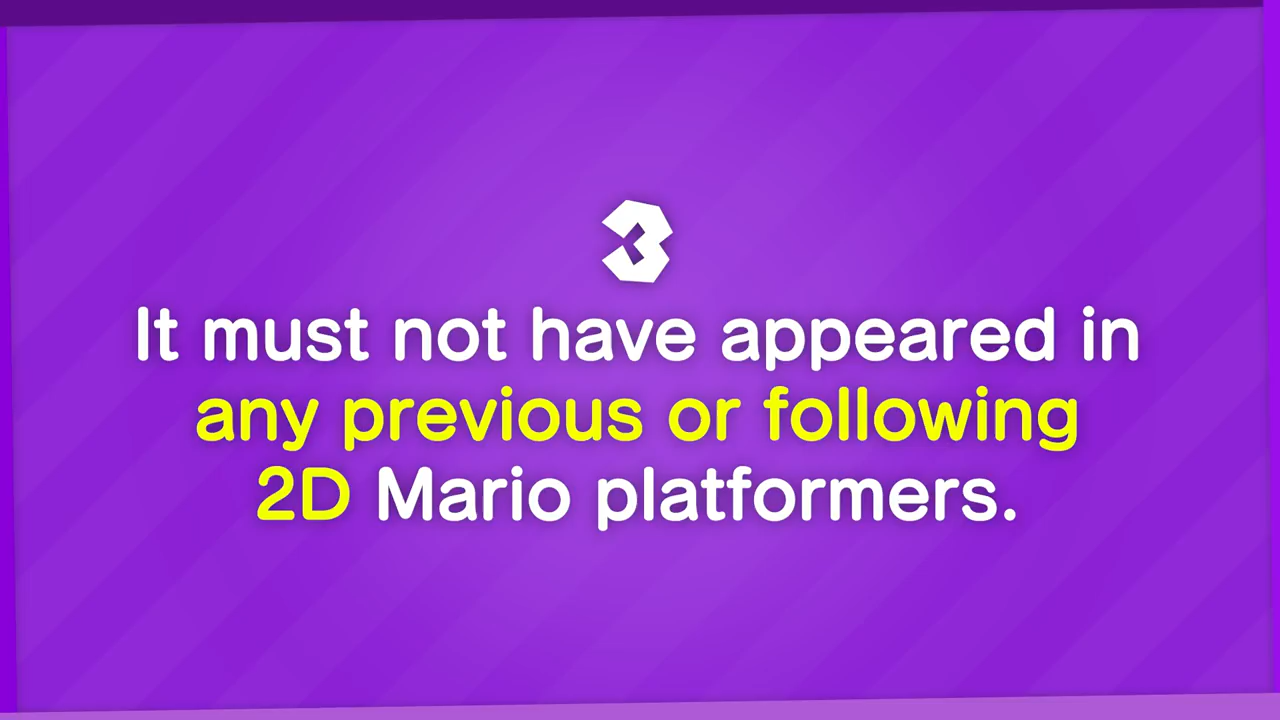 3
It must not have appeared in
any previous or following
2D Mario platformers.